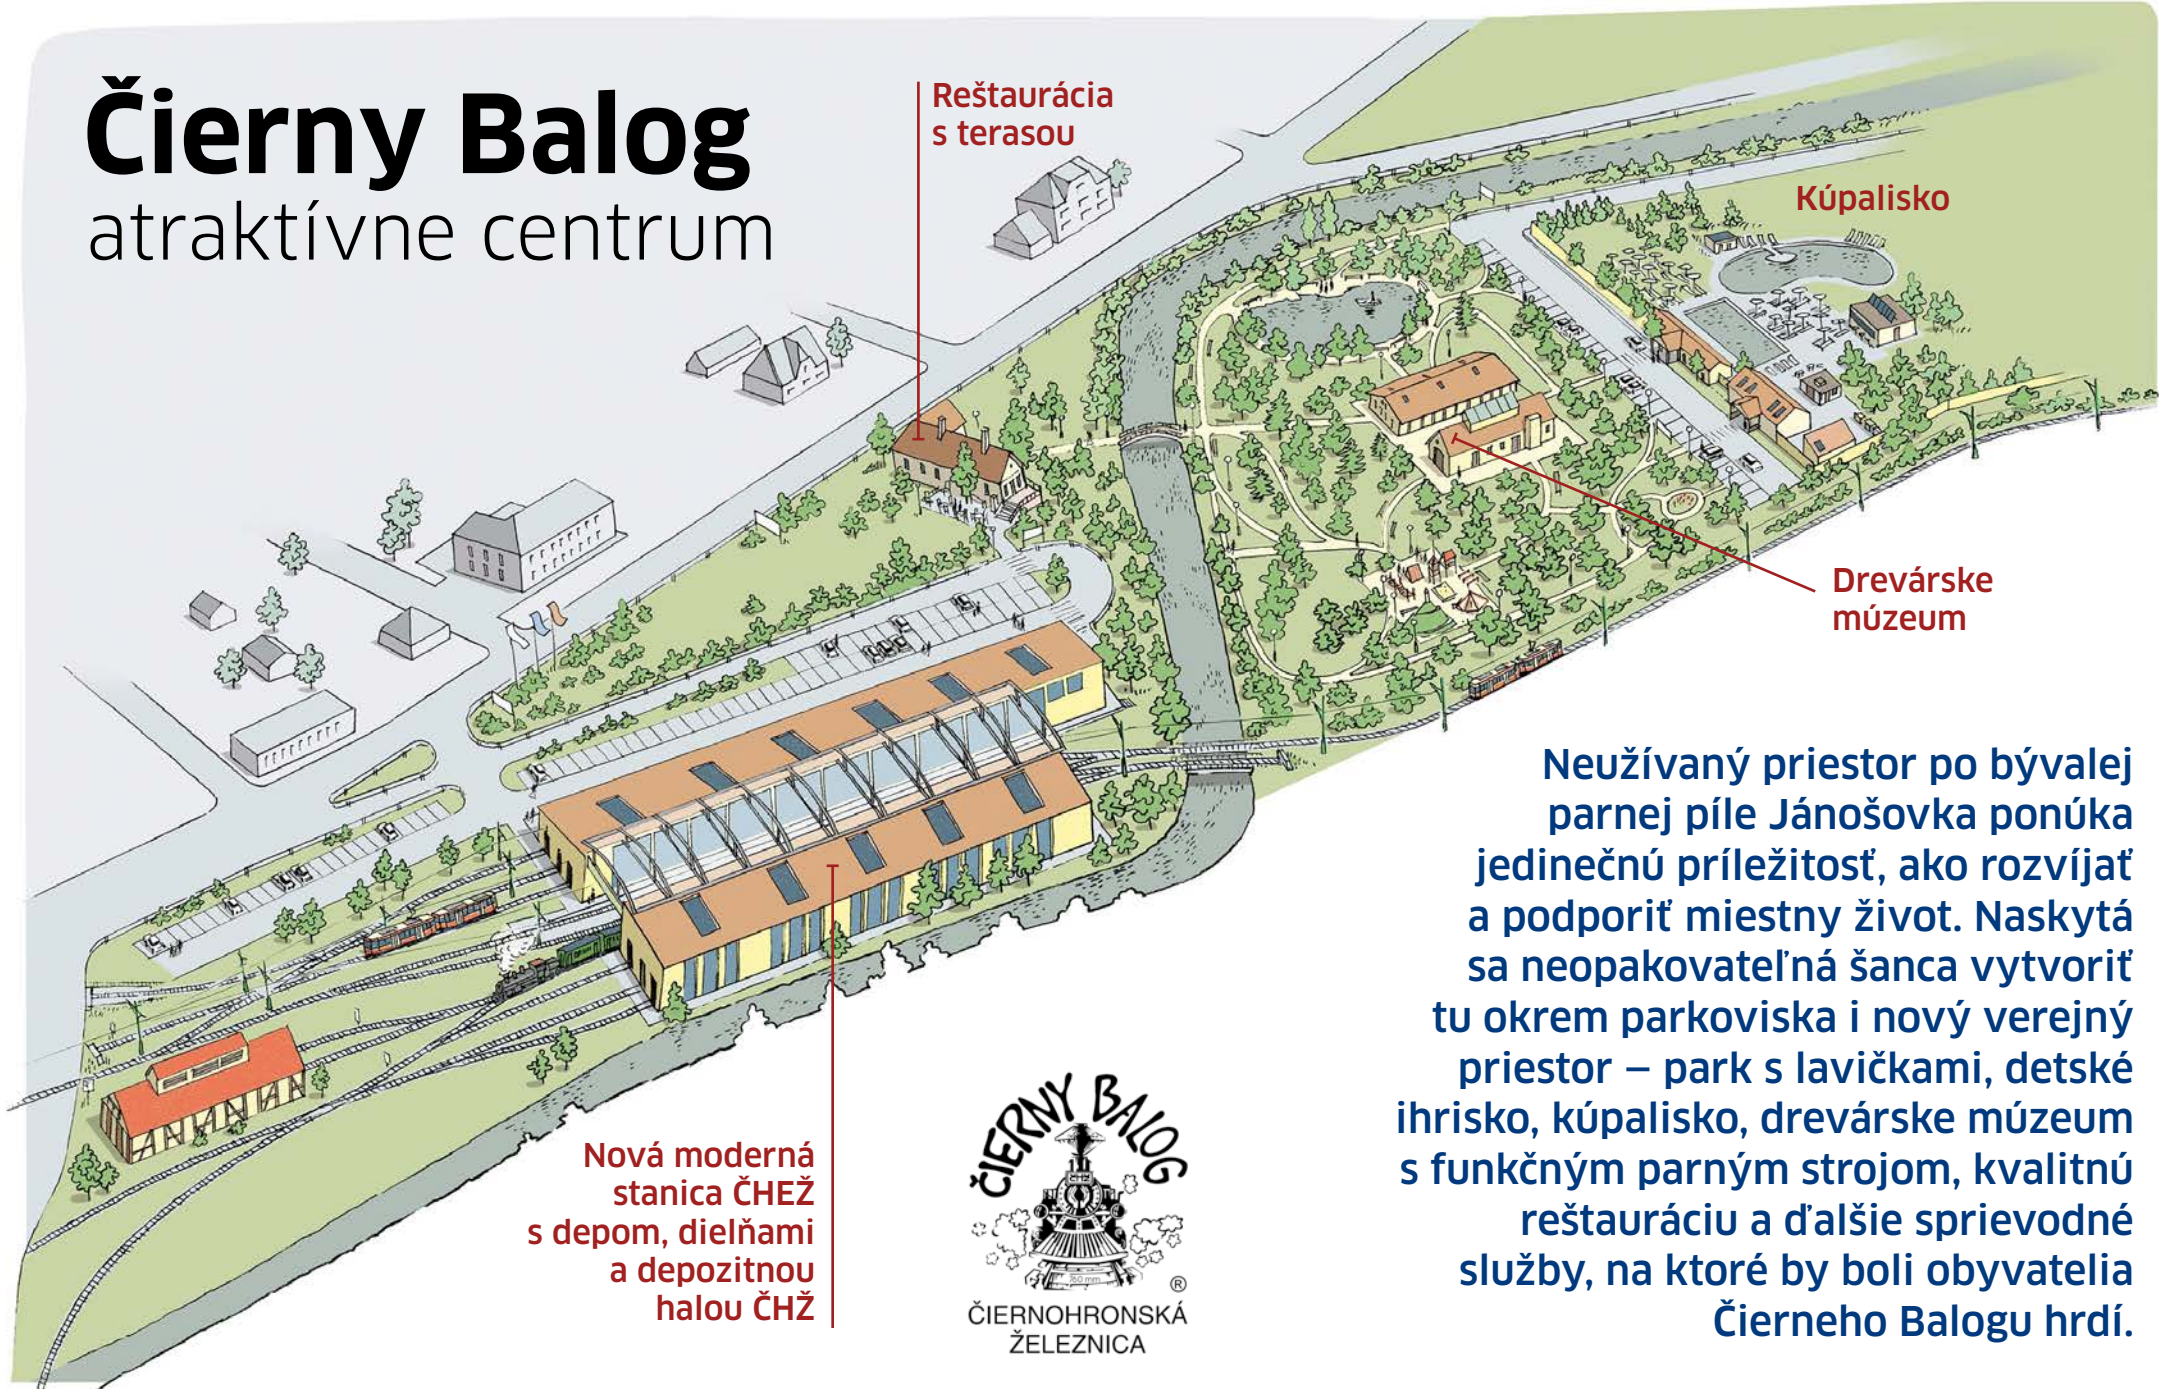 Čierny Balog
atraktívne centrum
Reštaurácia
s terasou
Kúpalisko
Drevárske
múzeum
Neužívaný priestor po bývalej
parnej píle Jánošovka ponúka
jedinečnú príležitosť, ako rozvíjať
a podporiť miestny život. Naskytá
sa neopakovateľná šanca vytvoriť
tu okrem parkoviska i nový verejný
priestor – park s lavičkami, detské
ihrisko, kúpalisko, drevárske múzeum
s funkčným parným strojom, kvalitnú
reštauráciu a ďalšie sprievodné
služby, na ktoré by boli obyvatelia
Čierneho Balogu hrdí.
Nová moderná
stanica ČHEŽ
s depom, dielňami
a depozitnou
halou ČHŽ
ČIERNY BALOG
ČHŽ
760 mm
®
ČIERNOHRONSKÁ
ŽELEZNICA